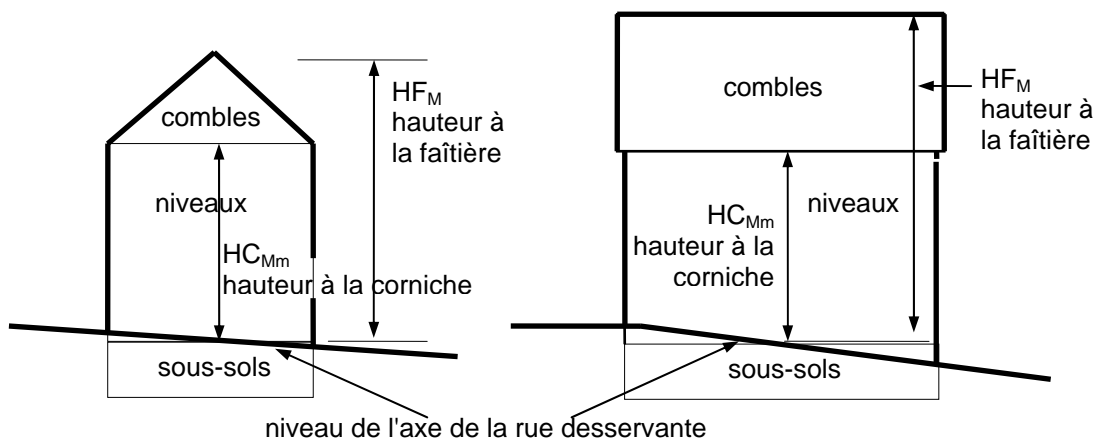 combles
HF_M
hauteur à
la faîtière
niveaux
HC_Mm
hauteur à la corniche
sous-sols
combles
HF_M
hauteur à
la faîtière
HC_Mm
hauteur à la
corniche
niveaux
sous-sols
niveau de l'axe de la rue desservante